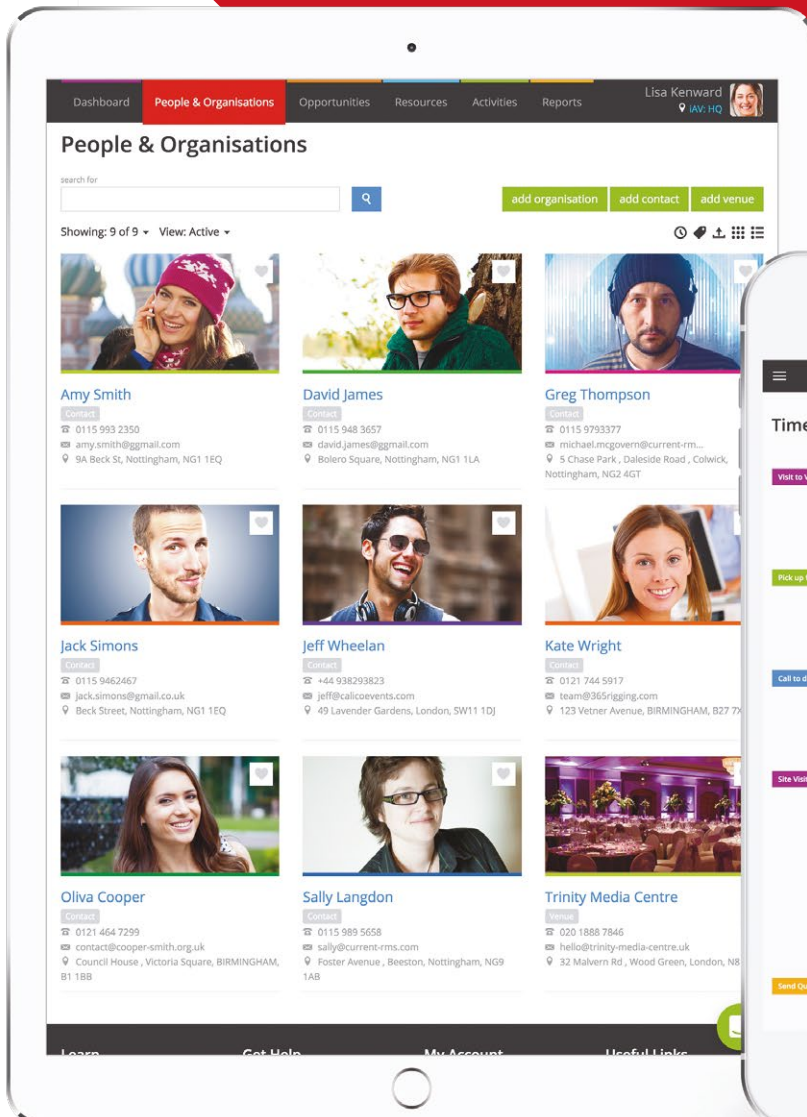 Dashboard
People & Organisations
Opportunities
Resources
Activities
Reports
Lisa Kenward
iAV: HQ
People & Organisations
search for
add organisation
add contact
add venue
Showing: 9 of 9
View: Active
Amy Smith
Contact
0115 993 2350
amy.smith@ggmail.com
9A Beck St, Nottingham, NG1 1EQ
David James
Contact
0115 948 3657
david.james@ggmail.com
Bolero Square, Nottingham, NG1 1LA
Greg Thompson
Contact
0115 9793377
michael.mcgovern@current-rm...
5 Chase Park , Daleside Road , Colwick,
Nottingham, NG2 4GT
Jack Simons
Contact
0115 9462467
jack.simons@gmail.co.uk
Beck Street, Nottingham, NG1 1EQ
Jeff Wheelan
Contact
+44 938293823
jeff@calicoevents.com
49 Lavender Gardens, London, SW11 1DJ
Kate Wright
Contact
0121 744 5917
team@365rigging.com
123 Vetner Avenue, BIRMINGHAM, B27 7X
Oliva Cooper
Contact
0121 464 7299
contact@cooper-smith.org.uk
Council House , Victoria Square, BIRMINGHAM,
B1 1BB
Sally Langdon
Contact
0115 989 5658
sally@current-rms.com
Foster Avenue , Beeston, Nottingham, NG9
1AB
Trinity Media Centre
Venue
020 1888 7846
hello@trinity-media-centre.uk
32 Malvern Rd , Wood Green, London, N8
Learn
Get Help
My Account
Useful Links
Time
Visit to V
Pick up
Call to d
Site Visit
Send Qu